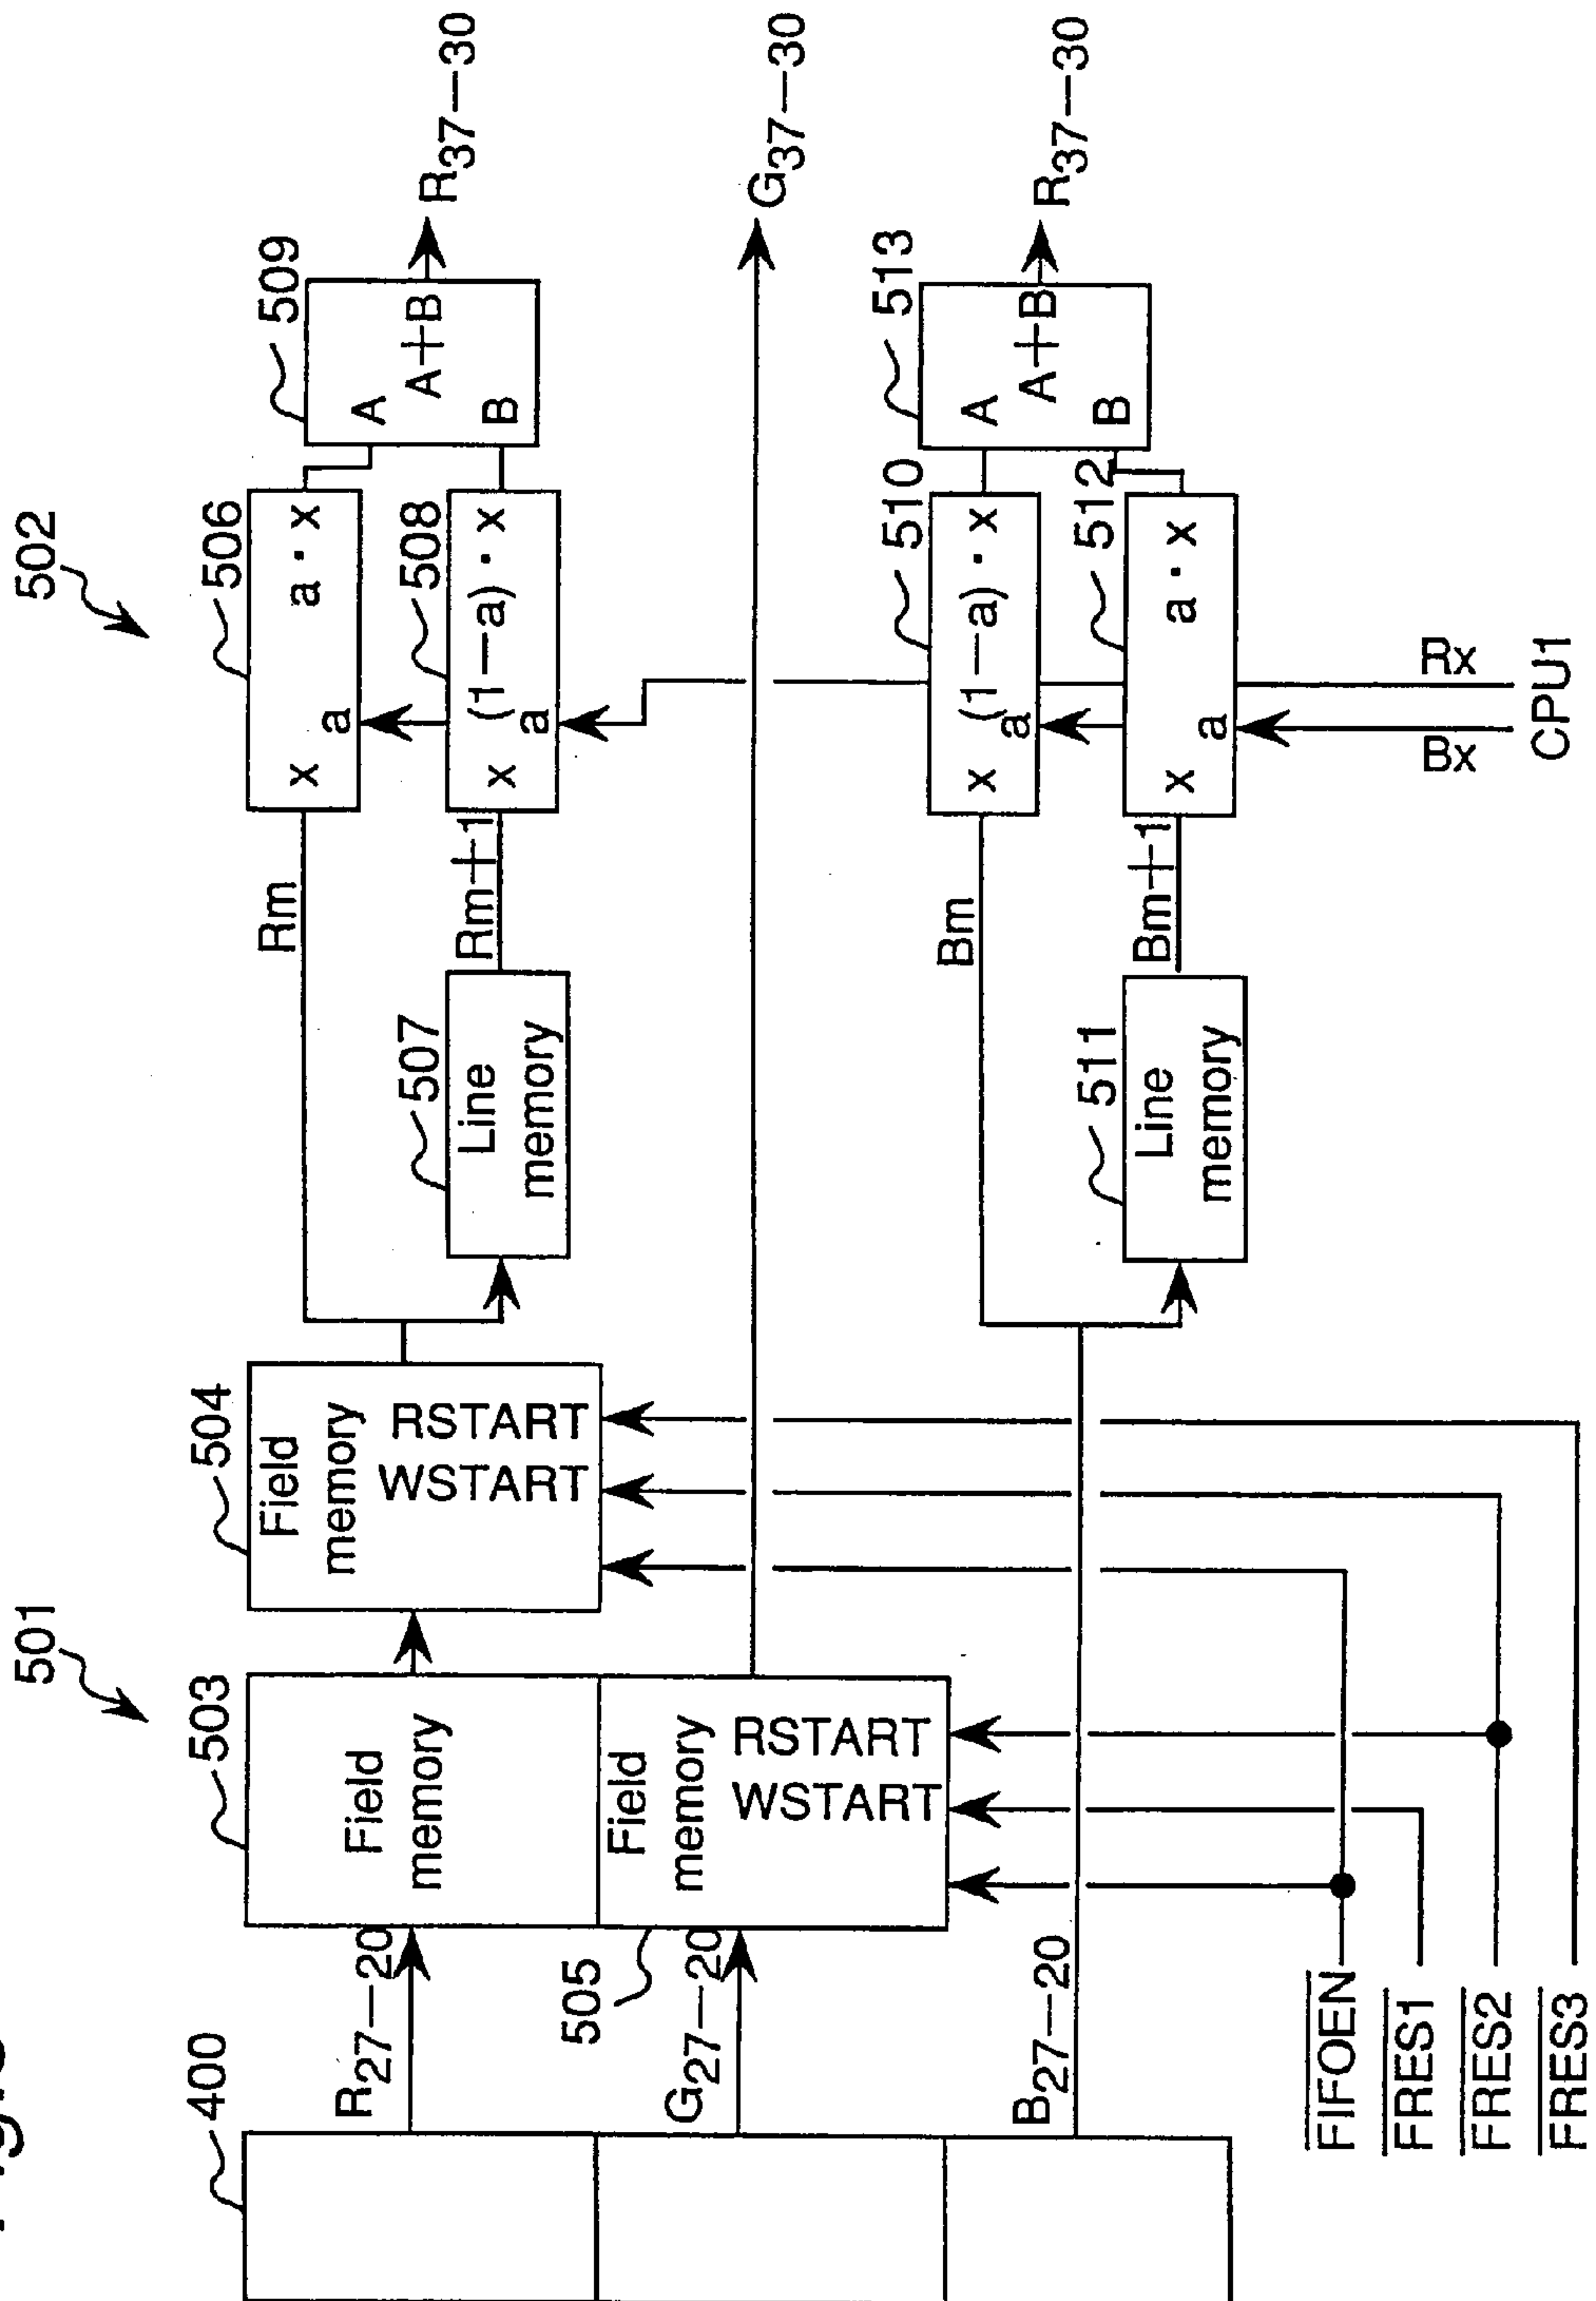 502
506
x a a · x
509
A
A+B
B
R37—30
Rm
508
x (1—a) · x
a
Rm+1
507
Line
memory
504
Field
memory
RSTART
WSTART
501
503
Field
memory
Field
memory
RSTART
WSTART
505
400
R27—20
G27—20
B27—20
G37—30
510
x (1—a) · x
a
513
A
A+B
B
R37—30
Bm
512
x a · x
a
Bm+1
511
Line
memory
Rx
Bx
CPU1
FIFOEN
FRES1
FRES2
FRES3